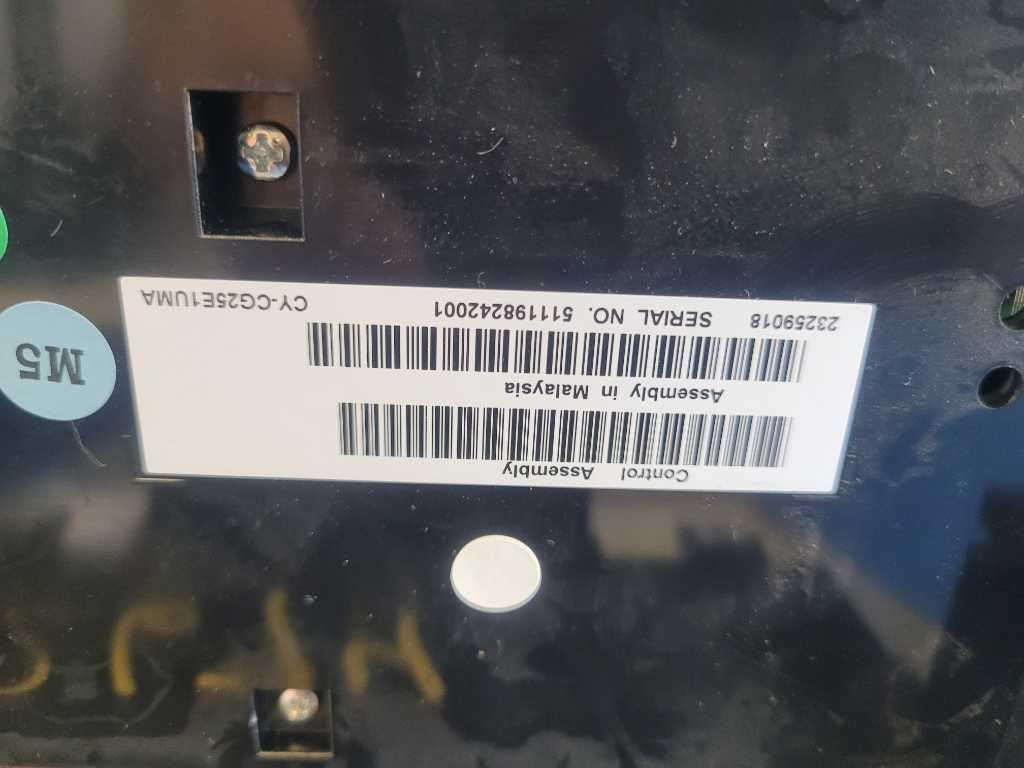 Control Assembly
Assembly in Malaysia
23259018 SERIAL NO. 511198242001 CY-CG25E1UMA
M5